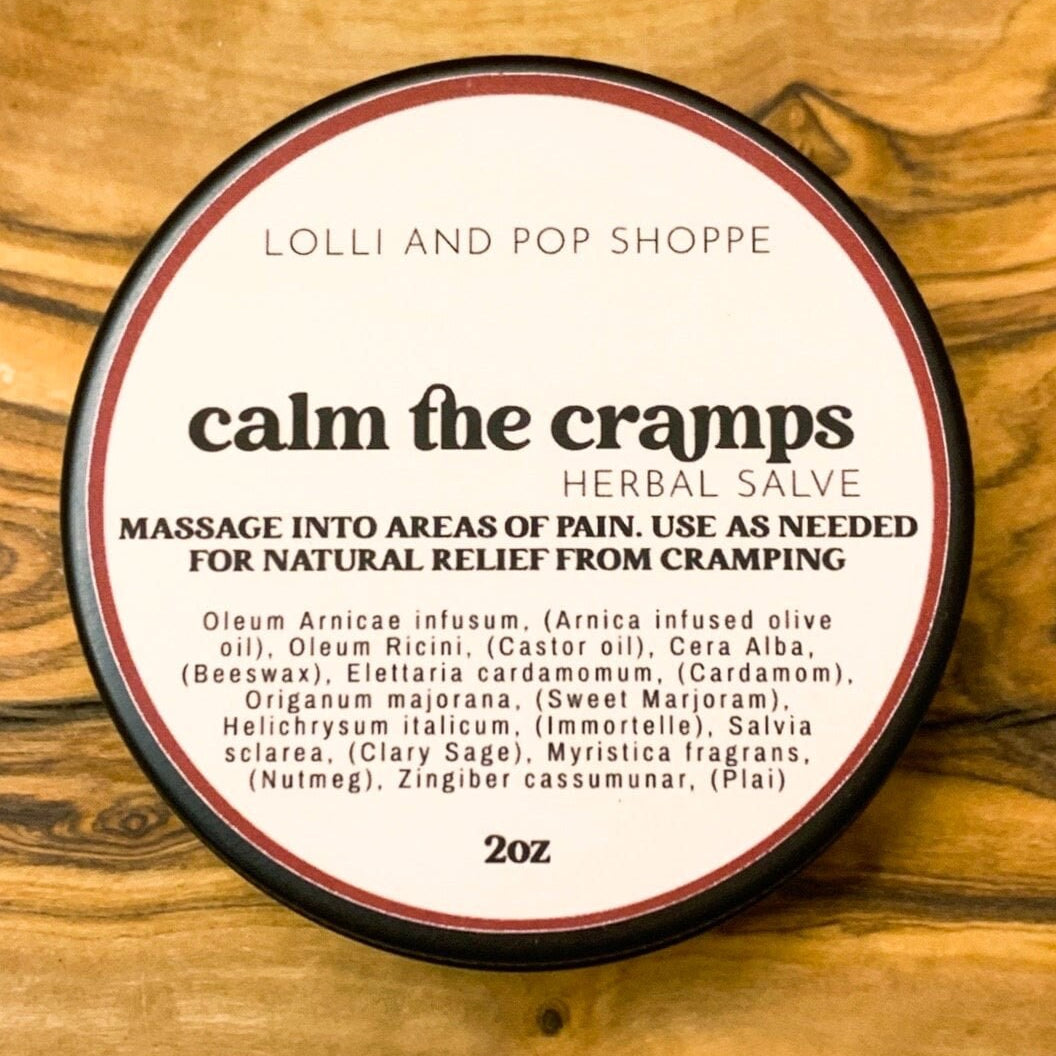 LOLLI AND POP SHOPPE
calm the cramps
HERBAL SALVE
MASSAGE INTO AREAS OF PAIN. USE AS NEEDED
FOR NATURAL RELIEF FROM CRAMPING
Oleum Arnicae infusum, (Arnica infused olive
oil), Oleum Ricini, (Castor oil), Cera Alba,
(Beeswax), Elettaria cardamomum, (Cardamom),
Origanum majorana, (Sweet Marjoram),
Helichrysum italicum, (Immortelle), Salvia
sclarea, (Clary Sage), Myristica fragrans,
(Nutmeg), Zingiber cassumunar, (Plai)
2oz